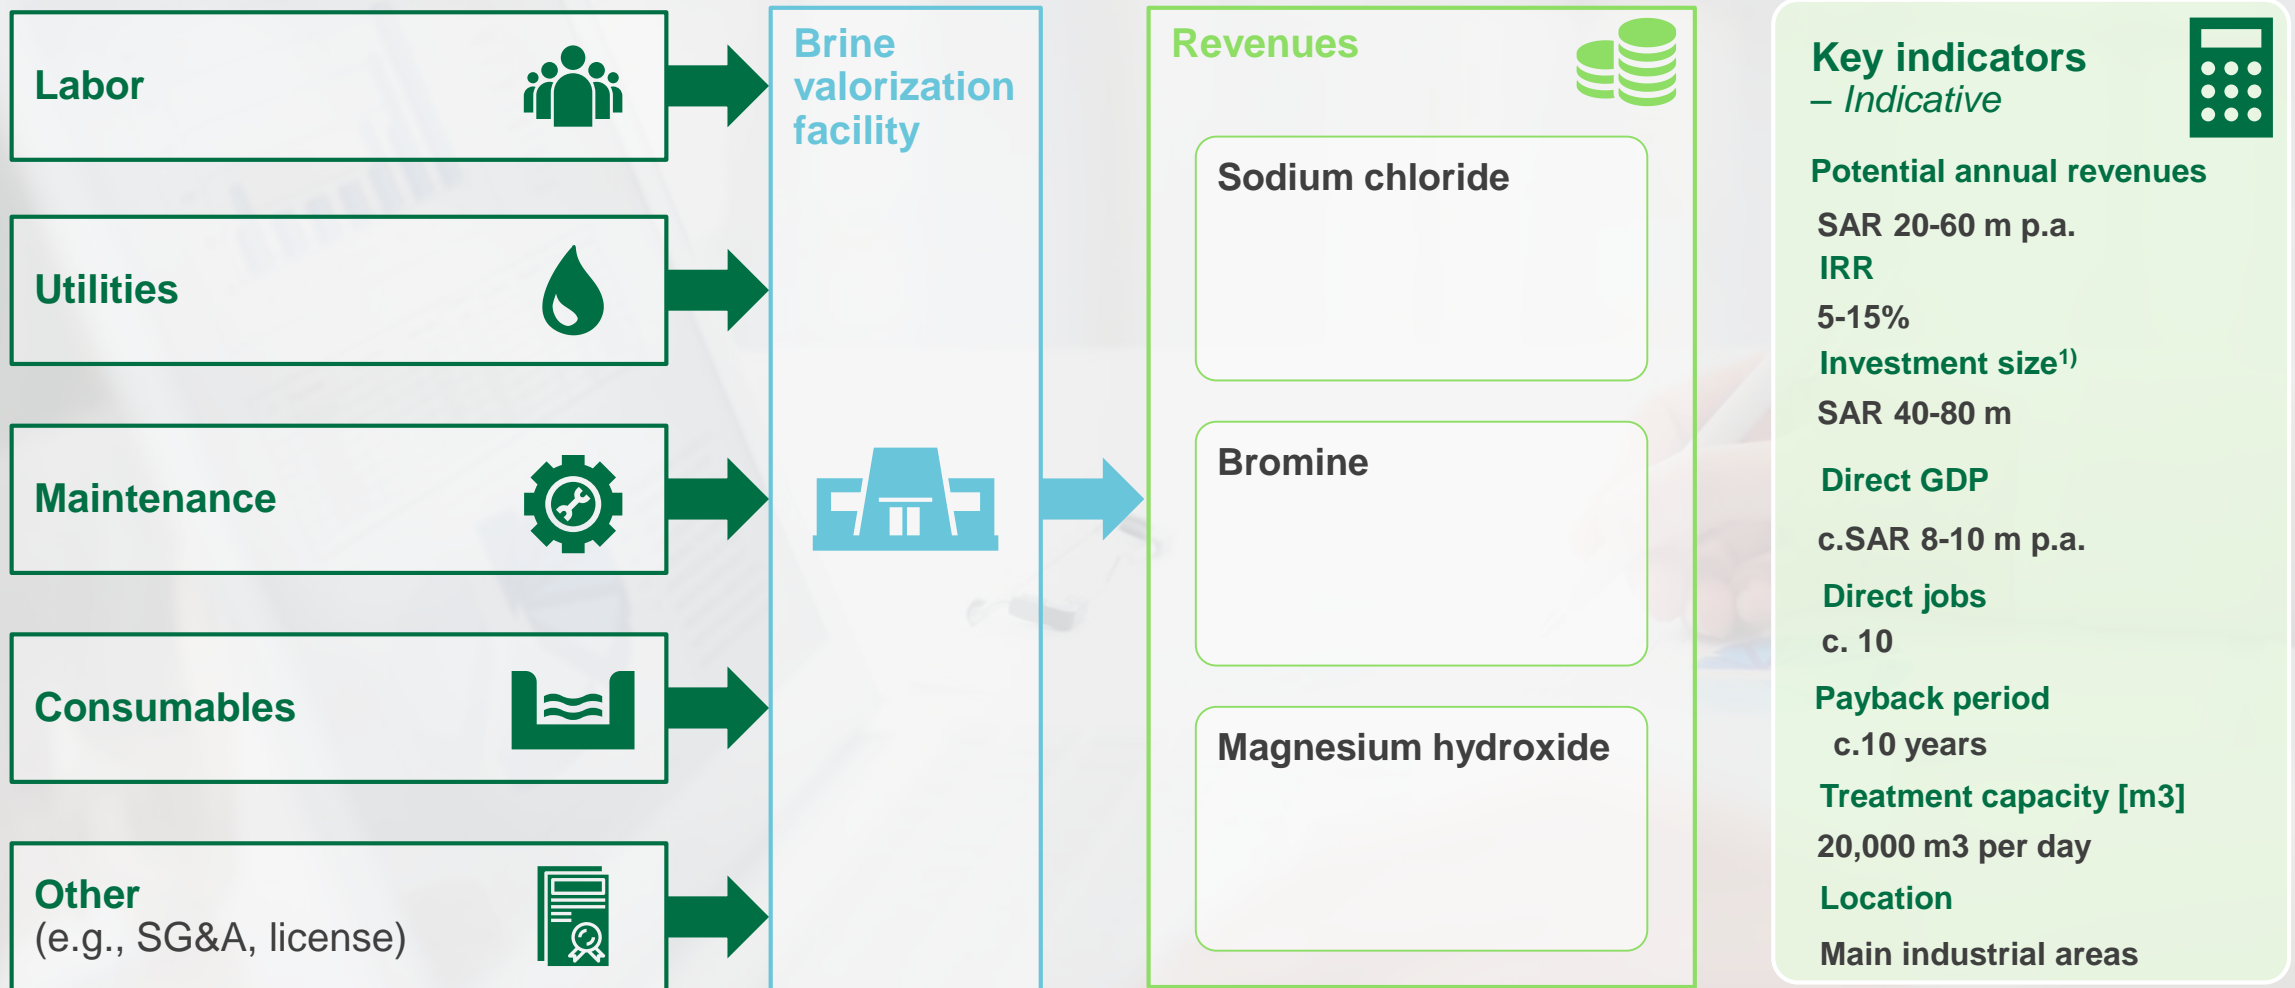 Labor
Utilities
Maintenance
Consumables
Other
(e.g., SG&A, license)
Brine
valorization
facility
Revenues
Sodium chloride
Bromine
Magnesium hydroxide
Key indicators
– Indicative
Potential annual revenues
SAR 20-60 m p.a.
IRR
5-15%
Investment size1)
SAR 40-80 m
Direct GDP
c.SAR 8-10 m p.a.
Direct jobs
c. 10
Payback period
c.10 years
Treatment capacity [m3]
20,000 m3 per day
Location
Main industrial areas